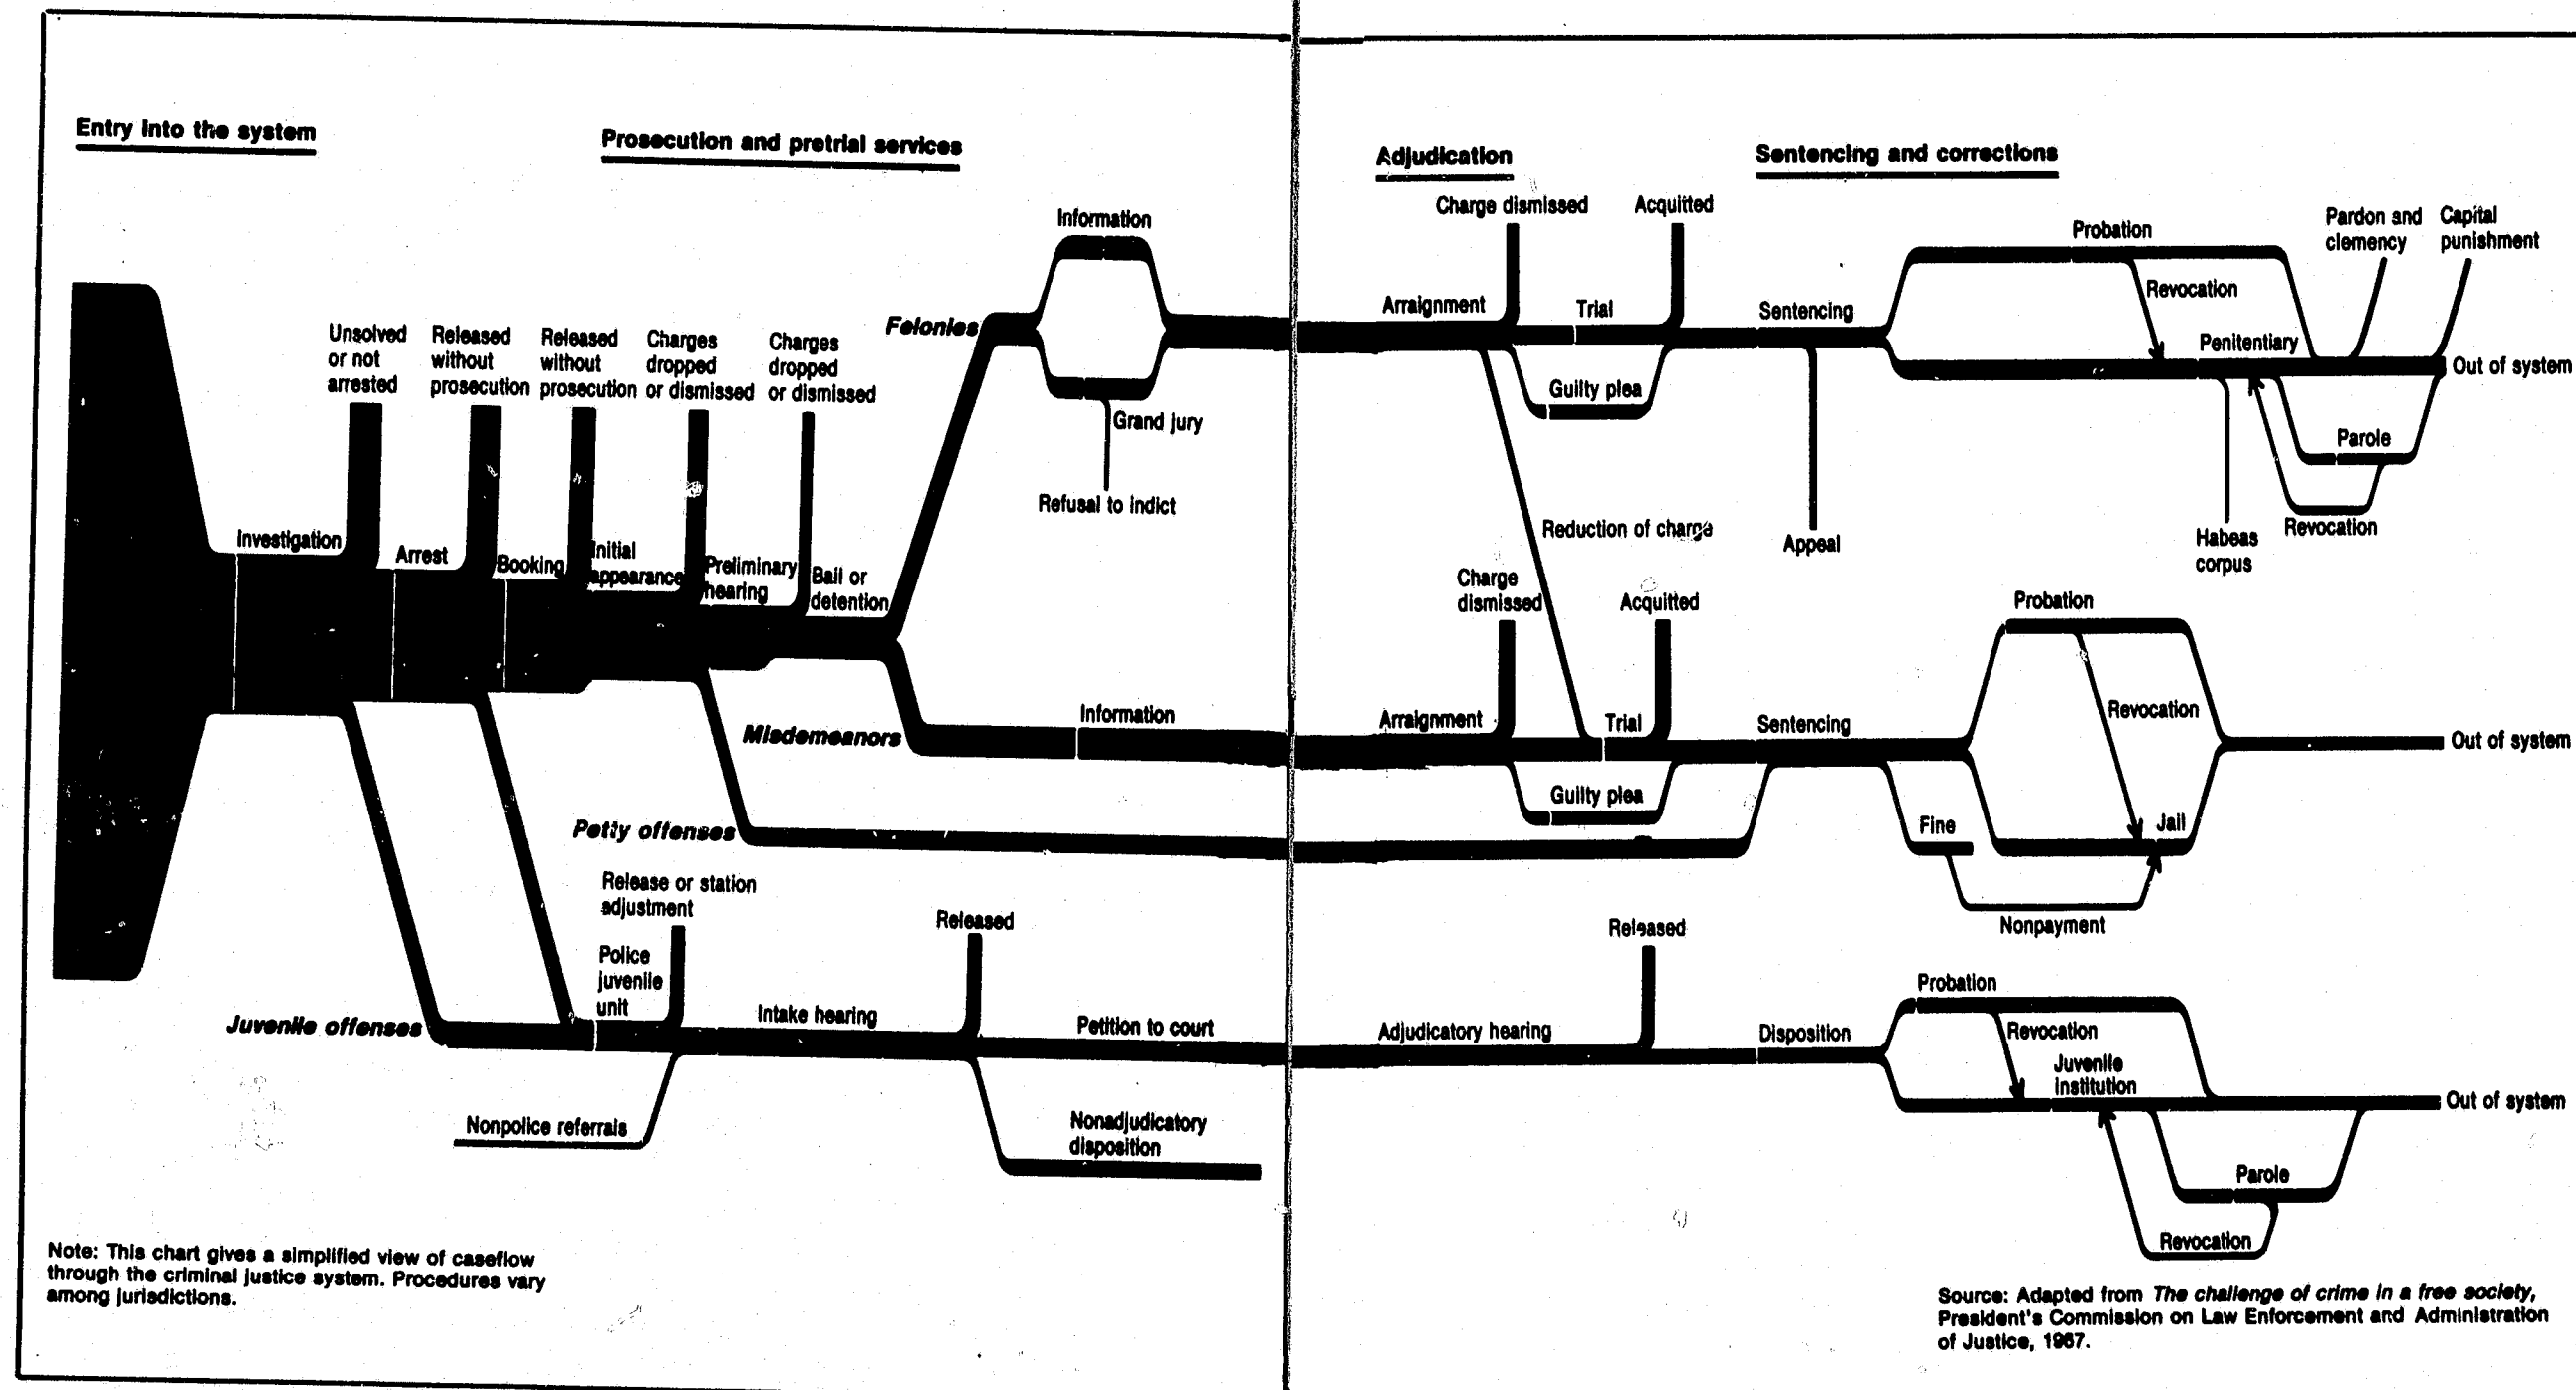 Entry into the system
Prosecution and pretrial services
Adjudication
Sentencing and corrections
Information
Felonies
Grand jury
Refusal to indict
Unsolved
or not
arrested
Released
without
prosecution
Released
without
prosecution
Charges
dropped
or dismissed
Charges
dropped
or dismissed
Investigation
Arrest
Booking
Initial
appearance
Preliminary
hearing
Bail or
detention
Charge dismissed
Acquitted
Arraignment
Trial
Guilty plea
Sentencing
Reduction of charge
Appeal
Probation
Revocation
Penitentiary
Pardon and
clemency
Capital
punishment
Out of system
Parole
Revocation
Habeas
corpus
Misdemeanors
Information
Charge
dismissed
Acquitted
Arraignment
Trial
Guilty plea
Sentencing
Probation
Revocation
Jail
Fine
Nonpayment
Out of system
Petty offenses
Release or station
adjustment
Police
juvenile
unit
Released
Juvenile offenses
Intake hearing
Petition to court
Nonpolice referrals
Nonadjudicatory
disposition
Released
Adjudicatory hearing
Disposition
Probation
Revocation
Juvenile
institution
Out of system
Parole
Revocation
Note: This chart gives a simplified view of caseflow
through the criminal justice system. Procedures vary
among jurisdictions.
Source: Adapted from The challenge of crime in a free society,
President's Commission on Law Enforcement and Administration
of Justice, 1967.